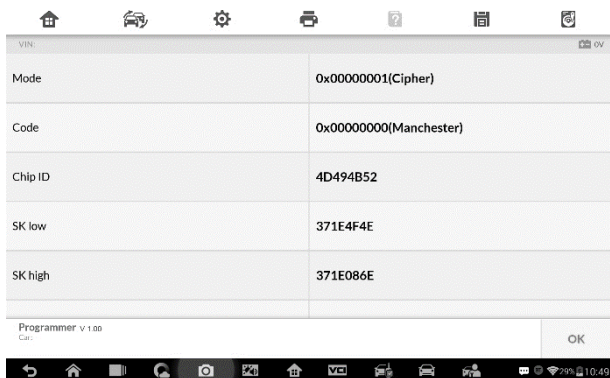 VIN:
0V
Mode 0x00000001(Cipher)
Code 0x00000000(Manchester)
Chip ID 4D494B52
SK low 371E4F4E
SK high 371E086E
Programmer V 1.00
Car:
OK
VCI
29% 10:49